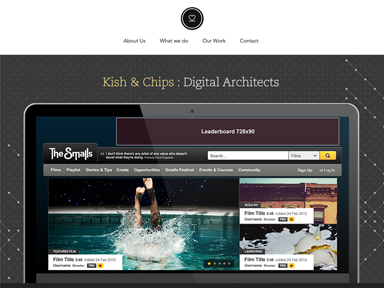 About Us What we do Our Work Contact
Kish & Chips : Digital Architects
Leaderboard 728x90
The Smalls
I don't think there's any artist of any value who doesn't
doubt what they're doing. Francis Ford Coppola
Search... Films
Films Playlist Stories & Tips Create Opportunities Smalls Festival Events & Courses Community Sign Up or Log In
FEATURED FILM
Film Title 3:45 Added 24 Feb 2012
Username Director PRO
MITCH PIT
Film Title 3:45 Added 24 Feb 2012
Username Director PRO
LAUNCHPAD
Film Title 3:45 Added 24 Feb 2012
Username Director PRO